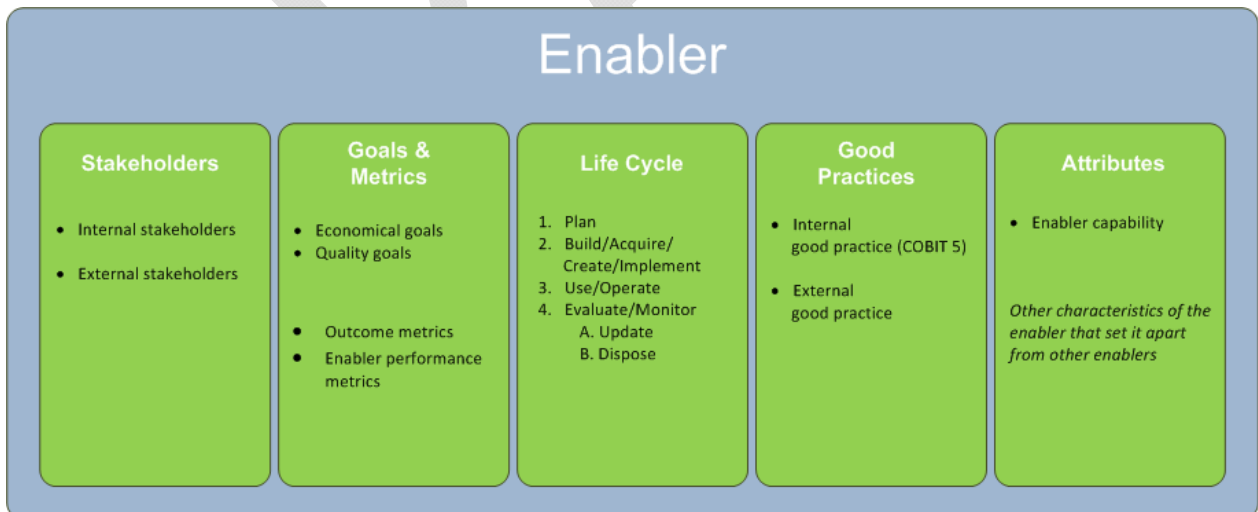 Enabler
Stakeholders
• Internal stakeholders
• External stakeholders
Goals &
Metrics
• Economical goals
• Quality goals
• Outcome metrics
• Enabler performance
metrics
Life Cycle
1. Plan
2. Build/Acquire/
Create/Implement
3. Use/Operate
4. Evaluate/Monitor
A. Update
B. Dispose
Good
Practices
• Internal
good practice (COBIT 5)
• External
good practice
Attributes
• Enabler capability
Other characteristics of the
enabler that set it apart
from other enablers